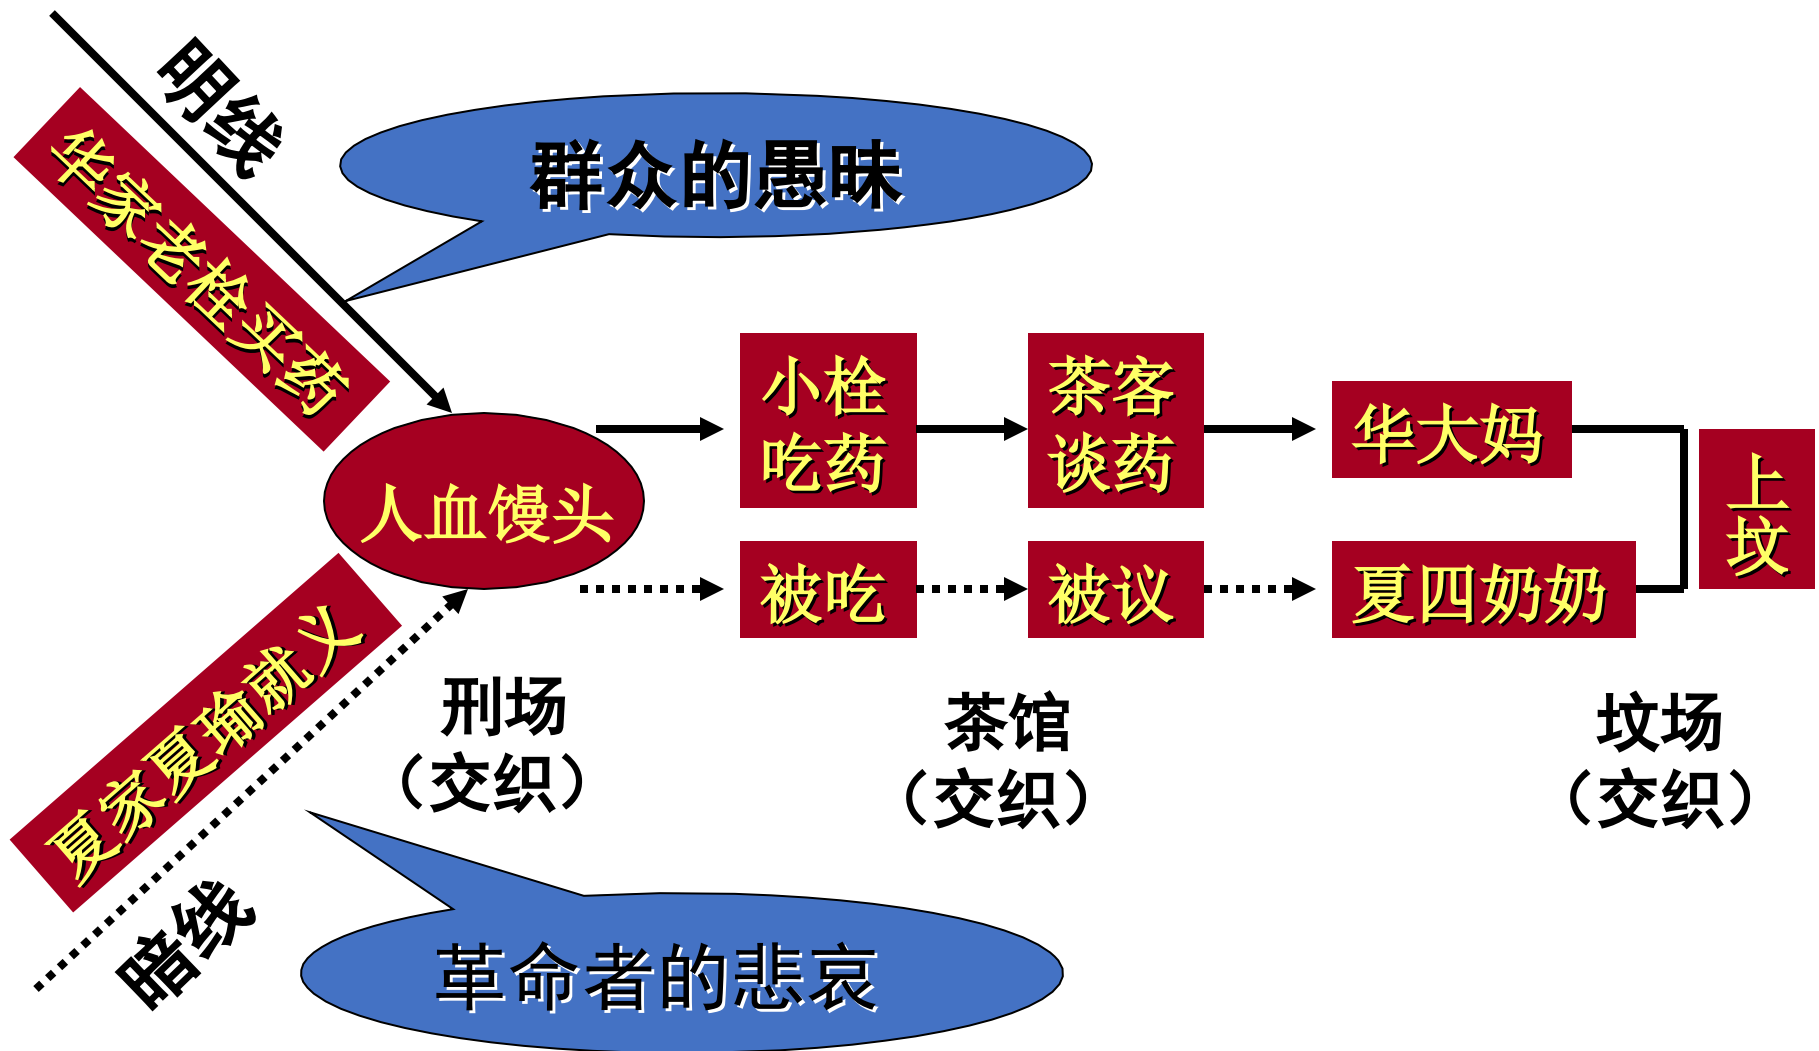 明线
华家老栓买药
群众的愚昧
人血馒头
小栓
吃药
茶客
谈药
华大妈
上
坟
被吃
被议
夏四奶奶
夏家夏瑜就义
暗线
刑场
（交织）
茶馆
（交织）
坟场
（交织）
革命者的悲哀